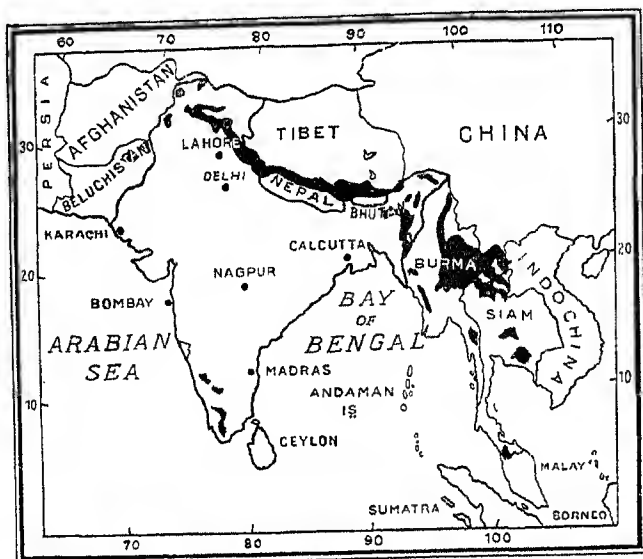 60 70 80 90 100 110
PERSIA
AFGHANISTAN
BELUCHISTAN
TIBET
CHINA
30
30
LAHORE
DELHI
NEPAL
BHUTAN
KARACHI
CALCUTTA
BURMA
INDOCHINA
20
20
NAGPUR
BOMBAY
BAY
OF
BENGAL
SIAM
ARABIAN
SEA
MADRAS
ANDAMAN
IS
10
10
CEYLON
MALAY
SUMATRA
BORNEO
70 80 90 100